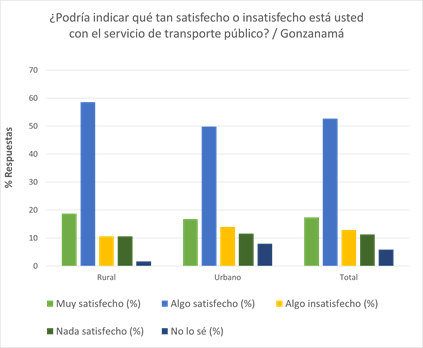 ¿Podría indicar qué tan satisfecho o insatisfecho está usted
con el servicio de transporte público? / Gonzanamá
% Respuestas
70
60
50
40
30
20
10
0
Rural Urbano Total
Muy satisfecho (%) Algo satisfecho (%) Algo insatisfecho (%)
Nada satisfecho (%) No lo sé (%)